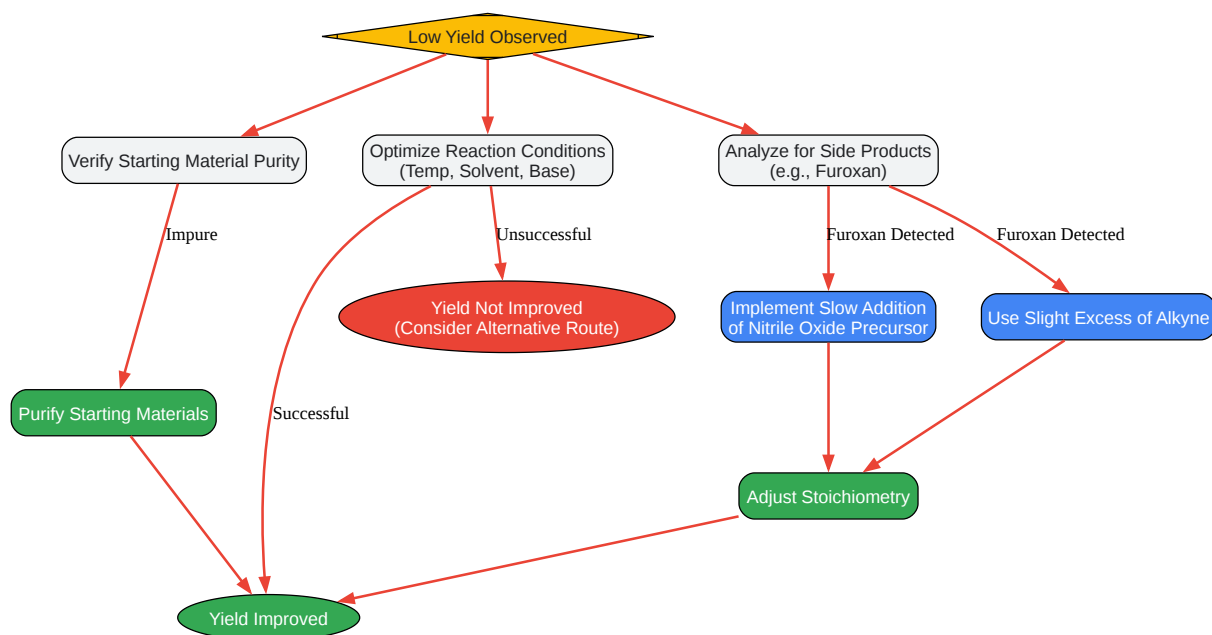 Low Yield Observed
Verify Starting Material Purity
Optimize Reaction Conditions
(Temp, Solvent, Base)
Analyze for Side Products
(e.g., Furoxan)
Impure
Unsuccessful
Furoxan Detected
Furoxan Detected
Yield Not Improved
(Consider Alternative Route)
Implement Slow Addition
of Nitrile Oxide Precursor
Use Slight Excess of Alkyne
Purify Starting Materials
Successful
Adjust Stoichiometry
Yield Improved